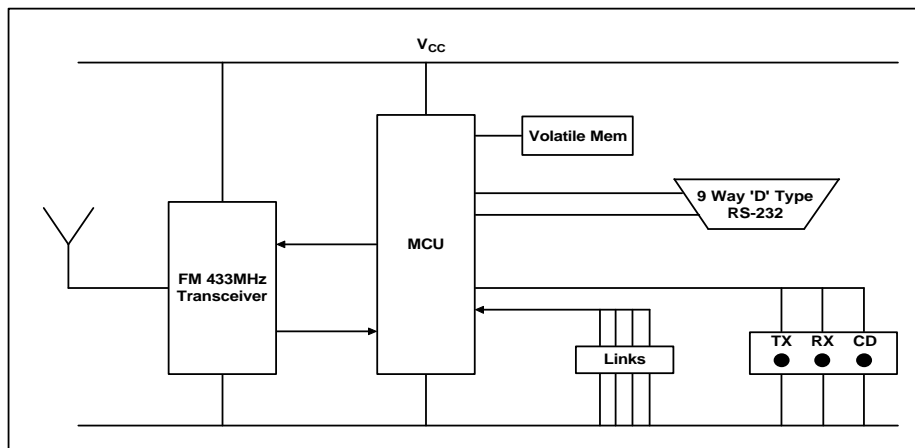 VCC
Volatile Mem
9 Way 'D' Type
RS-232
MCU
FM 433MHz
Transceiver
TX RX CD
Links